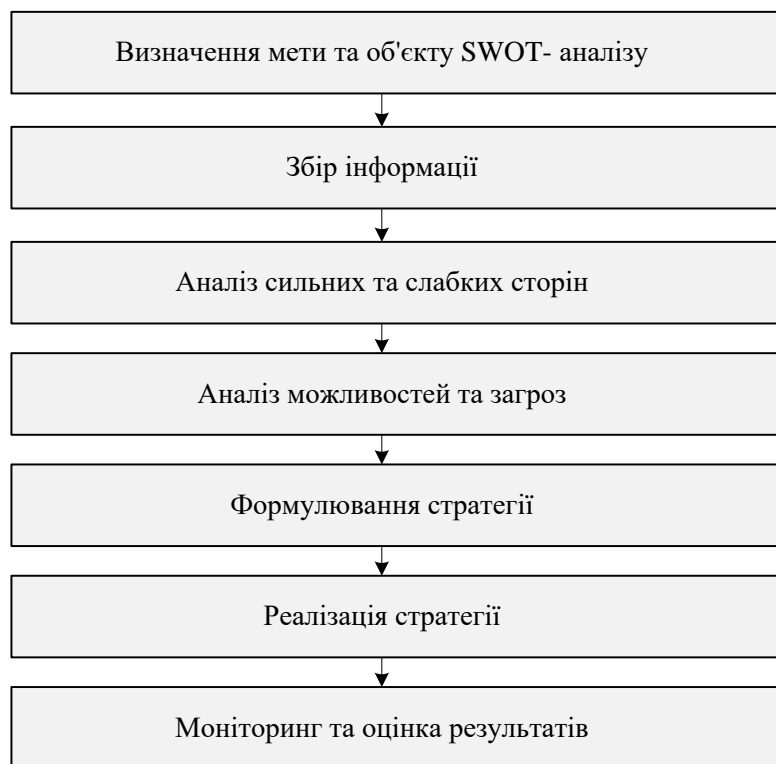 Визначення мети та об'єкту SWOT- аналізу
Збір інформації
Аналіз сильних та слабких сторін
Аналіз можливостей та загроз
Формулювання стратегії
Реалізація стратегії
Моніторинг та оцінка результатів